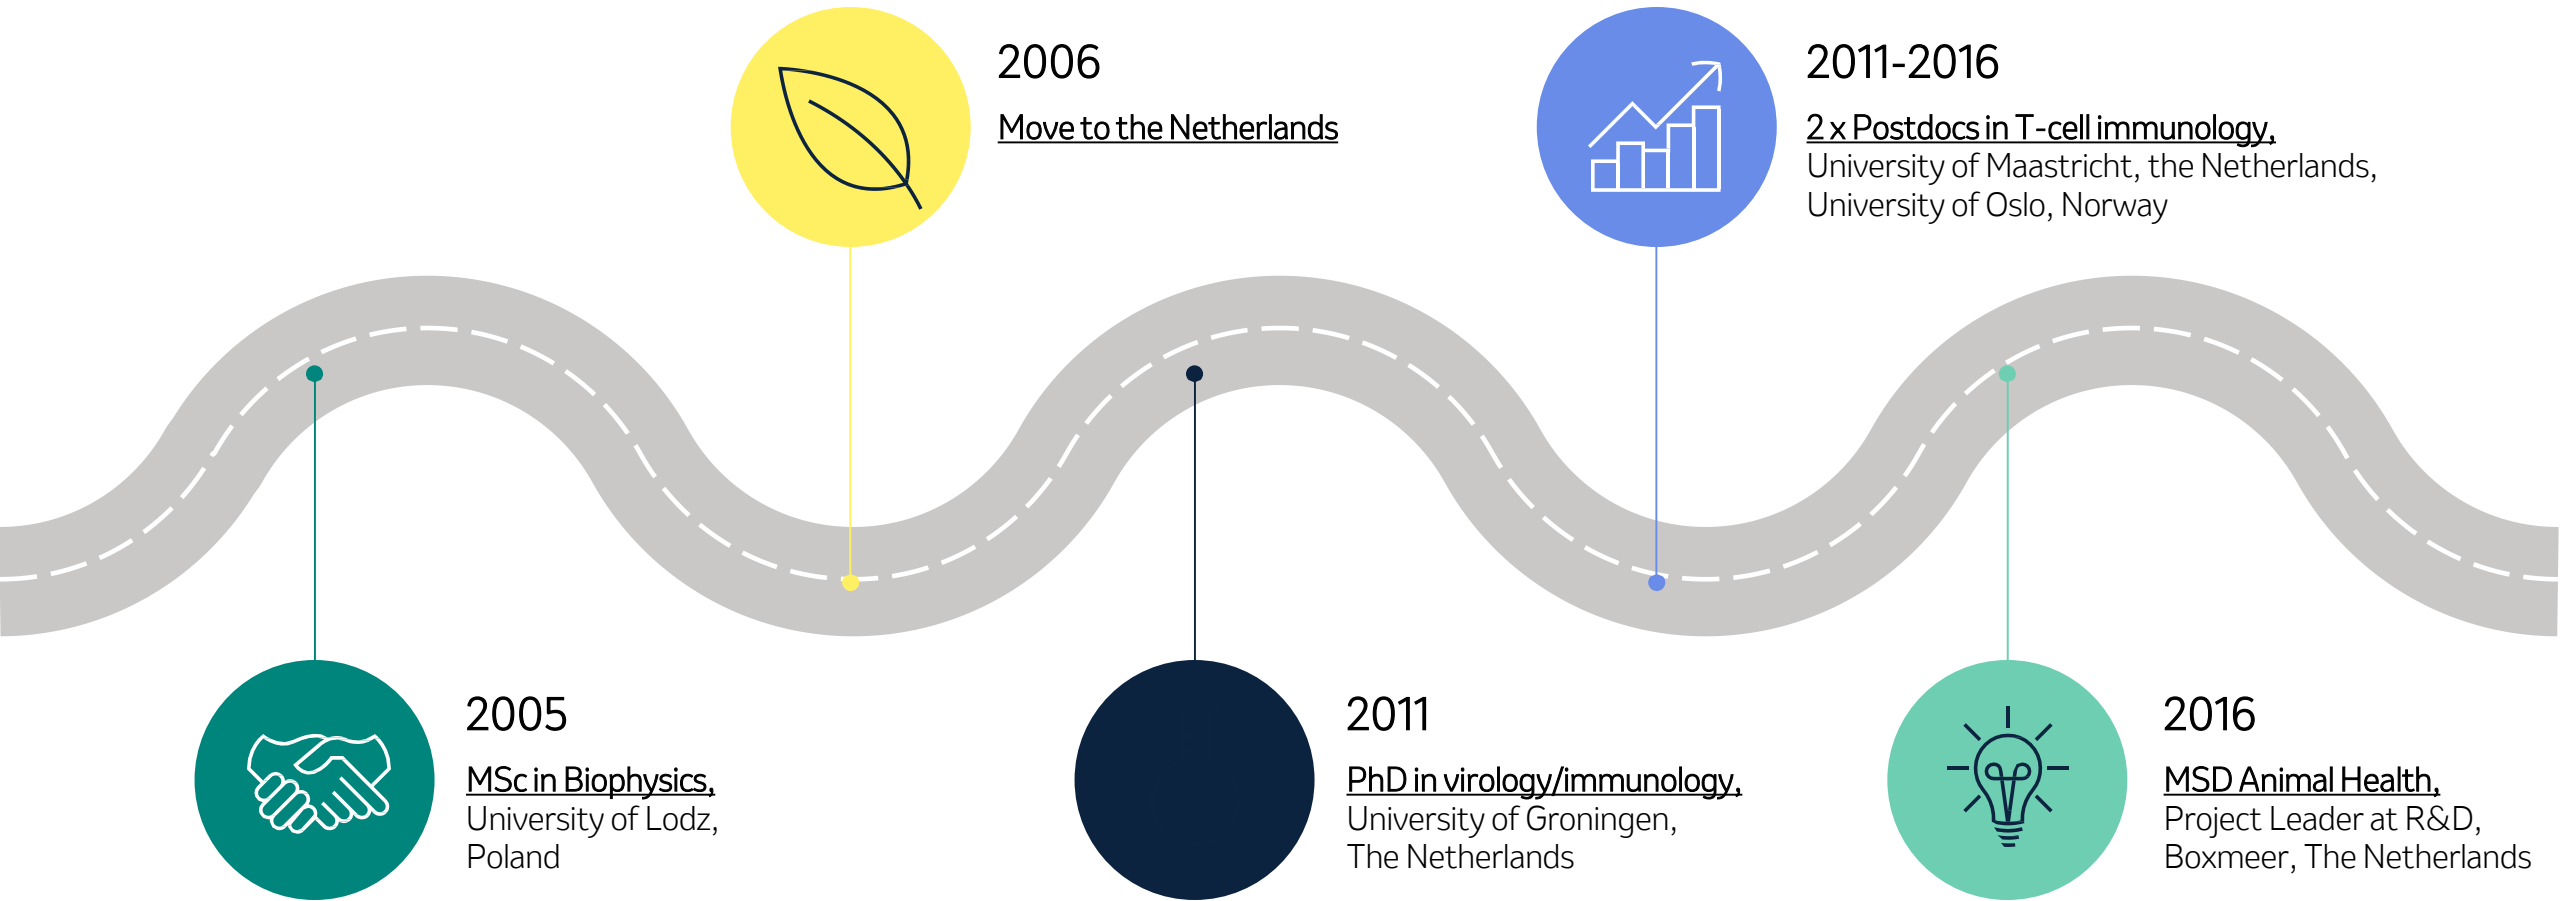 2005
MSc in Biophysics,
University of Lodz,
Poland
2006
Move to the Netherlands
2011
PhD in virology/immunology,
University of Groningen,
The Netherlands
2011-2016
2 x Postdocs in T-cell immunology,
University of Maastricht, the Netherlands,
University of Oslo, Norway
2016
MSD Animal Health,
Project Leader at R&D,
Boxmeer, The Netherlands